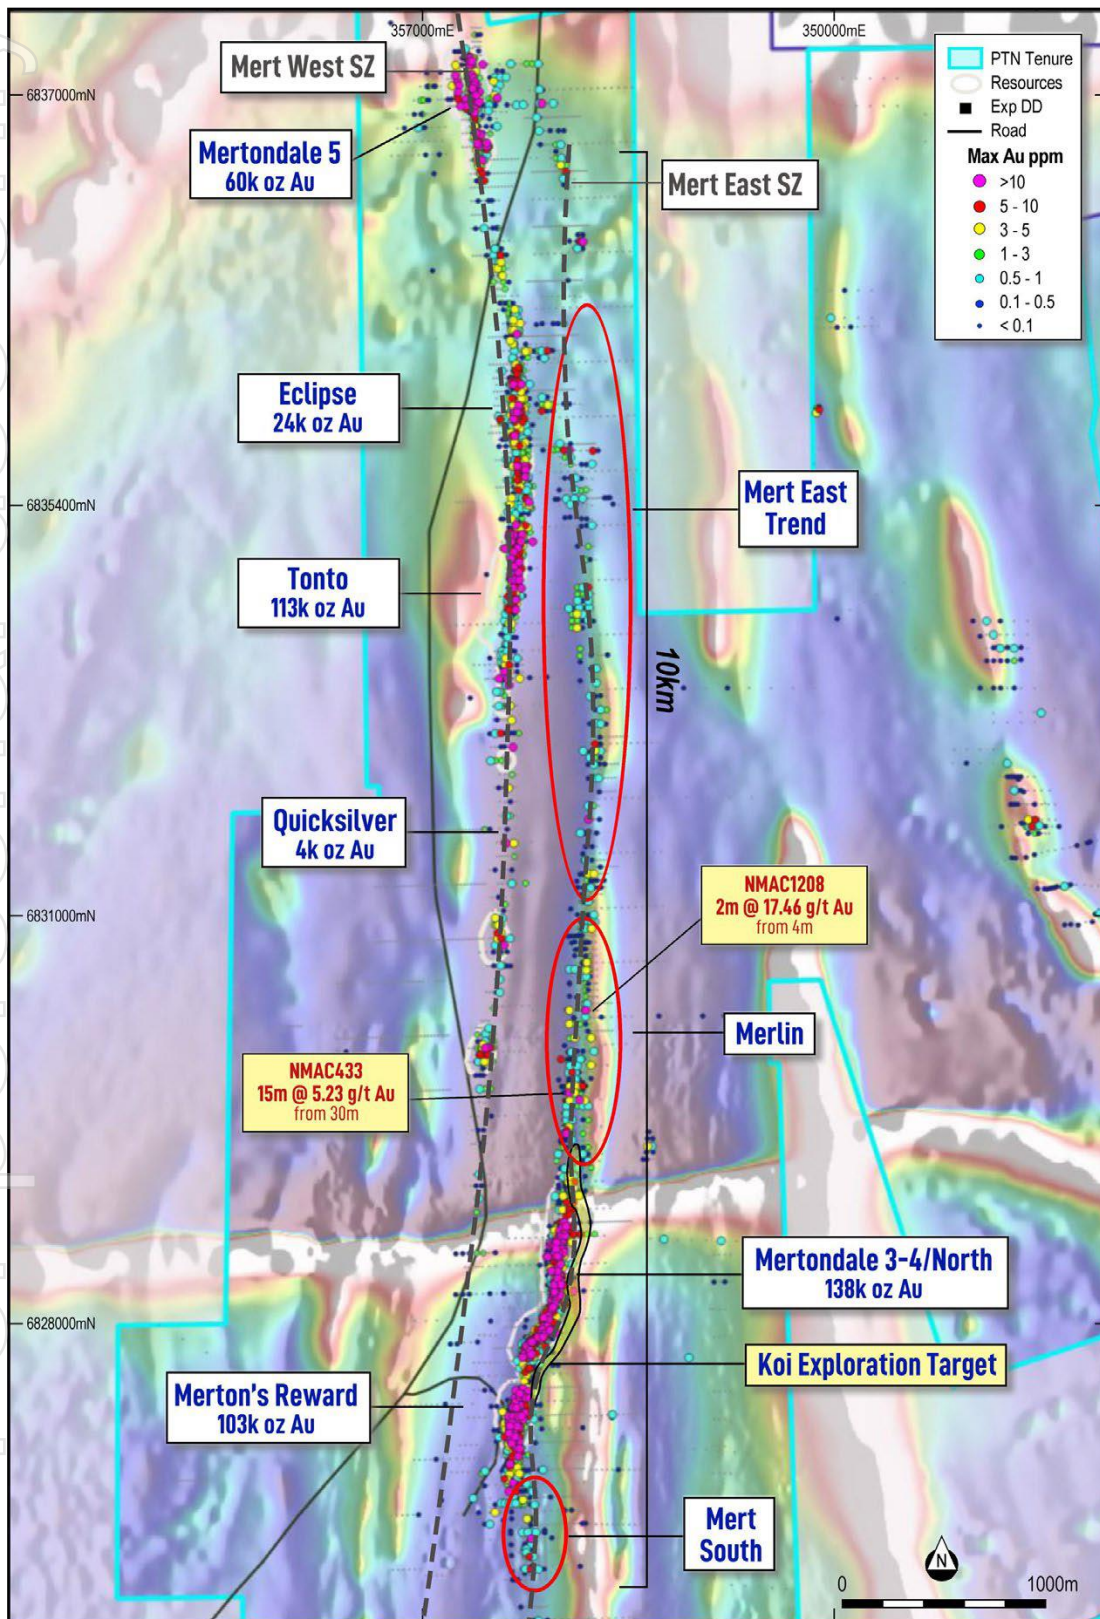 357000mE
350000mE
6837000mN
6835400mN
6831000mN
6828000mN
PTN Tenure
Resources
Exp DD
Road
Max Au ppm
>10
5 - 10
3 - 5
1 - 3
0.5 - 1
0.1 - 0.5
< 0.1
Mert West SZ
Mertondale 5
60k oz Au
Mert East SZ
Eclipse
24k oz Au
Mert East
Trend
Tonto
113k oz Au
10km
Quicksilver
4k oz Au
NMAC1208
2m @ 17.46 g/t Au
from 4m
Merlin
NMAC433
15m @ 5.23 g/t Au
from 30m
Mertondale 3-4/North
138k oz Au
Koi Exploration Target
Merton's Reward
103k oz Au
Mert
South
N
0 1000m